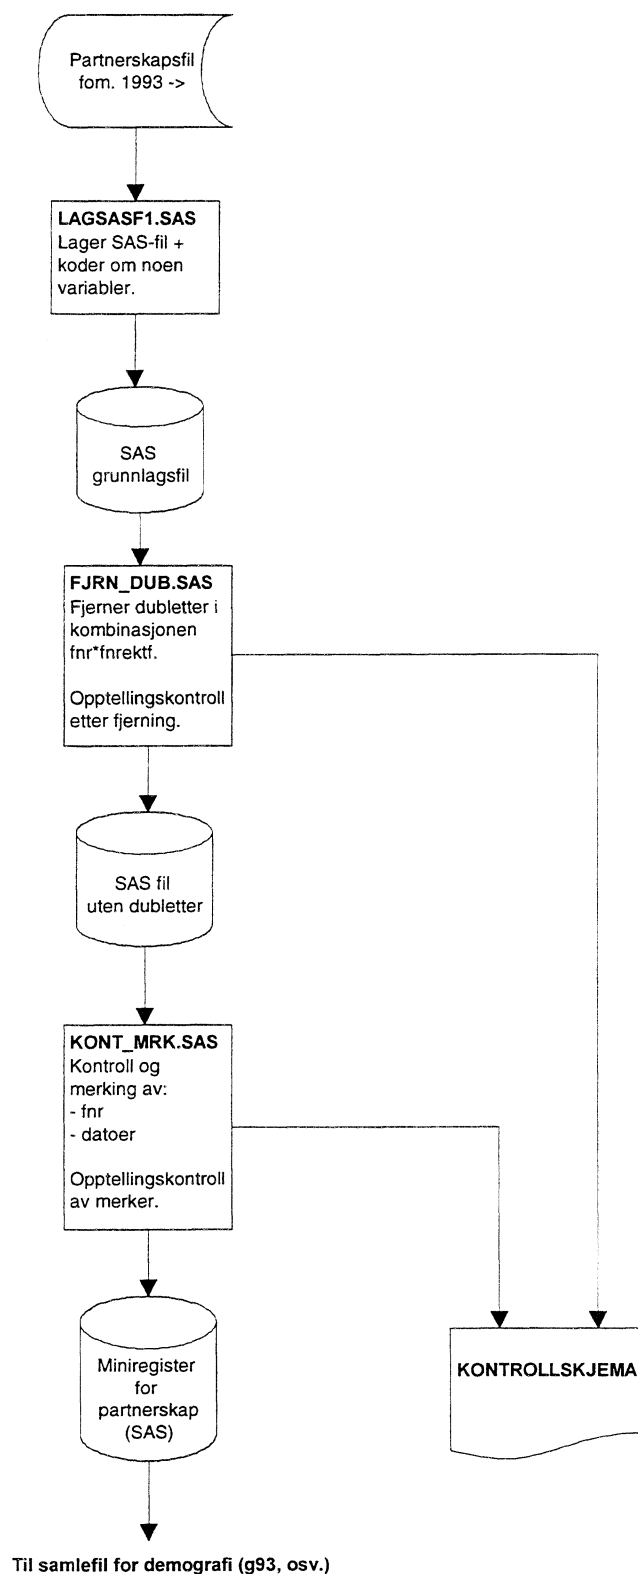 Partnerskapsfil
fom. 1993 ->
LAGSASF1.SAS
Lager SAS-fil +
koder om noen
variabler.
SAS
grunnlagsfil
FJRN_DUB.SAS
Fjerner dubletter i
kombinasjonen
fnr*fnrektf.
Opptellingskontroll
etter fjerning.
SAS fil
uten dubletter
KONT_MRK.SAS
Kontroll og
merking av:
- fnr
- datoer
Opptellingskontroll
av merker.
Miniregister
for
partnerskap
(SAS)
KONTROLLSKJEMA
Til samlefil for demografi (g93, osv.)